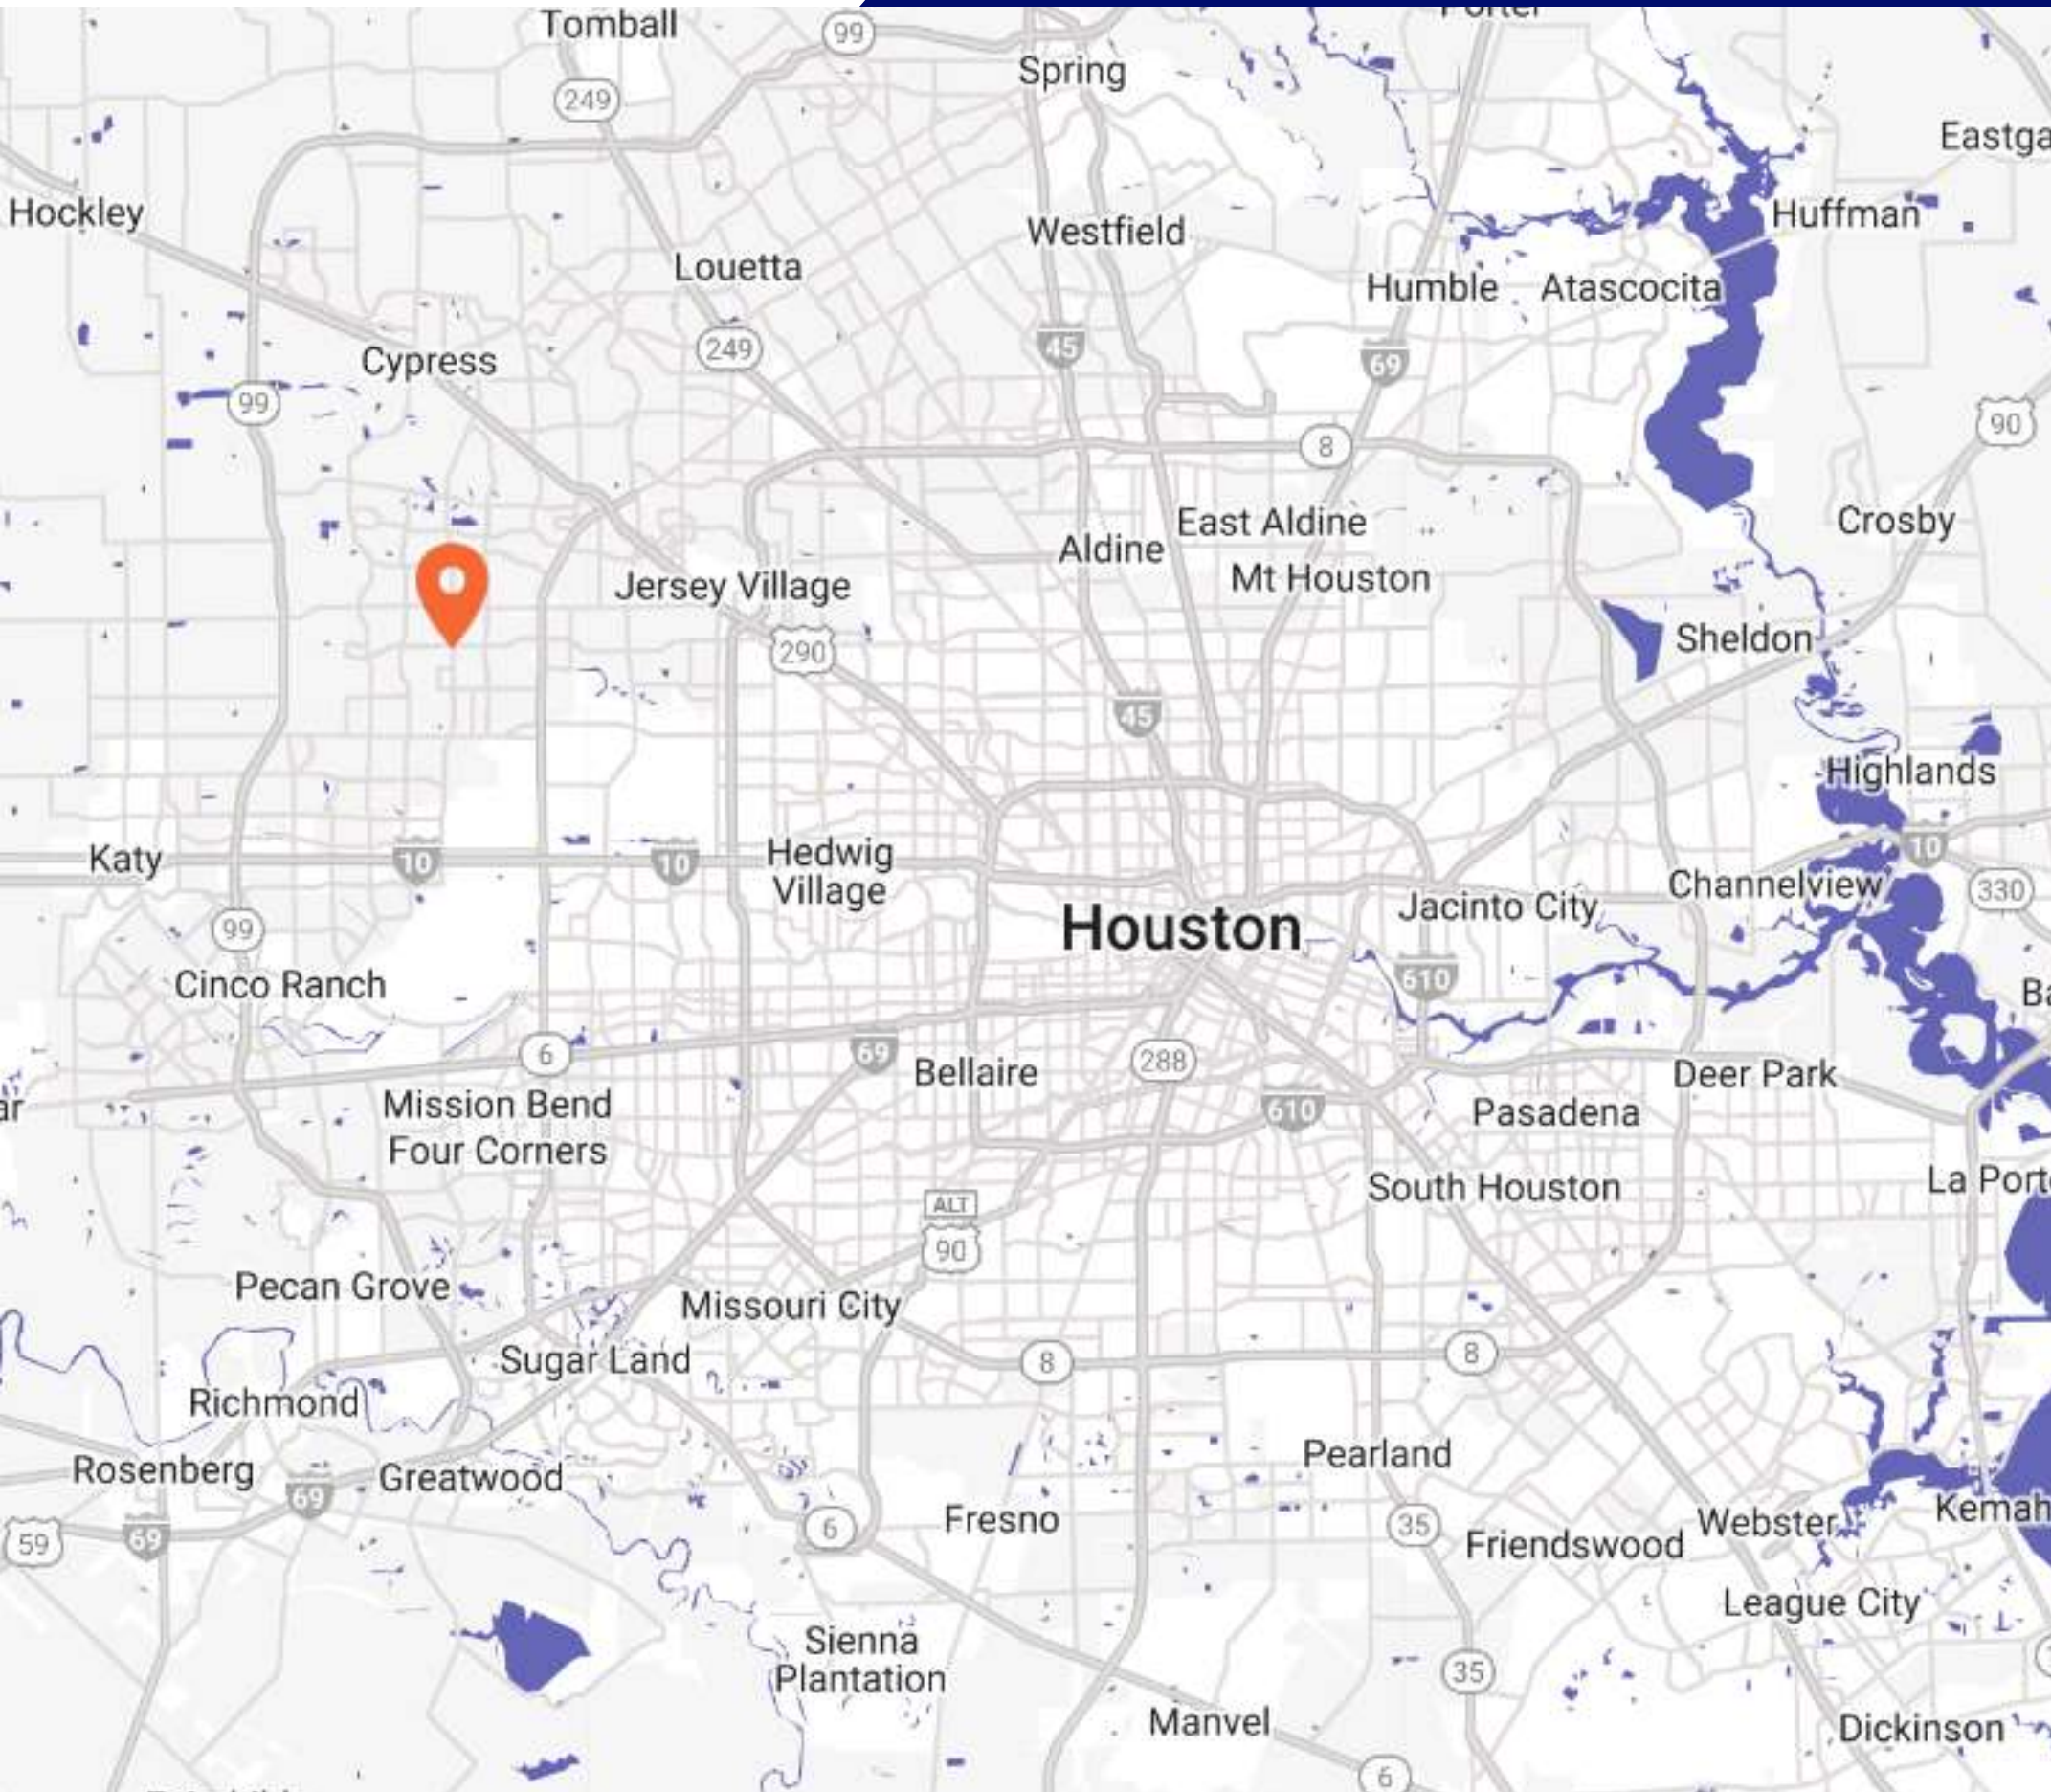 Tomball
99
Porter
Spring
249
Eastga
Hockley
Huffman
Westfield
Louetta
Humble
Atascocita
249
45
69
Cypress
99
90
8
East Aldine
Crosby
Aldine
Mt Houston
Jersey Village
Sheldon
290
45
Highlands
Katy
10
10
Hedwig
Village
10
Channelview
330
Jacinto City
Houston
99
610
Cinco Ranch
Ba
6
69
Bellaire
288
Deer Park
ar
Mission Bend
610
Pasadena
Four Corners
South Houston
La Port
ALT
90
Pecan Grove
Missouri City
Sugar Land
8
8
Richmond
Pearland
Rosenberg
Greatwood
69
Kemah
Fresno
6
35
Webster
59
69
Friendswood
League City
Sienna
Plantation
35
Manvel
Dickinson
6